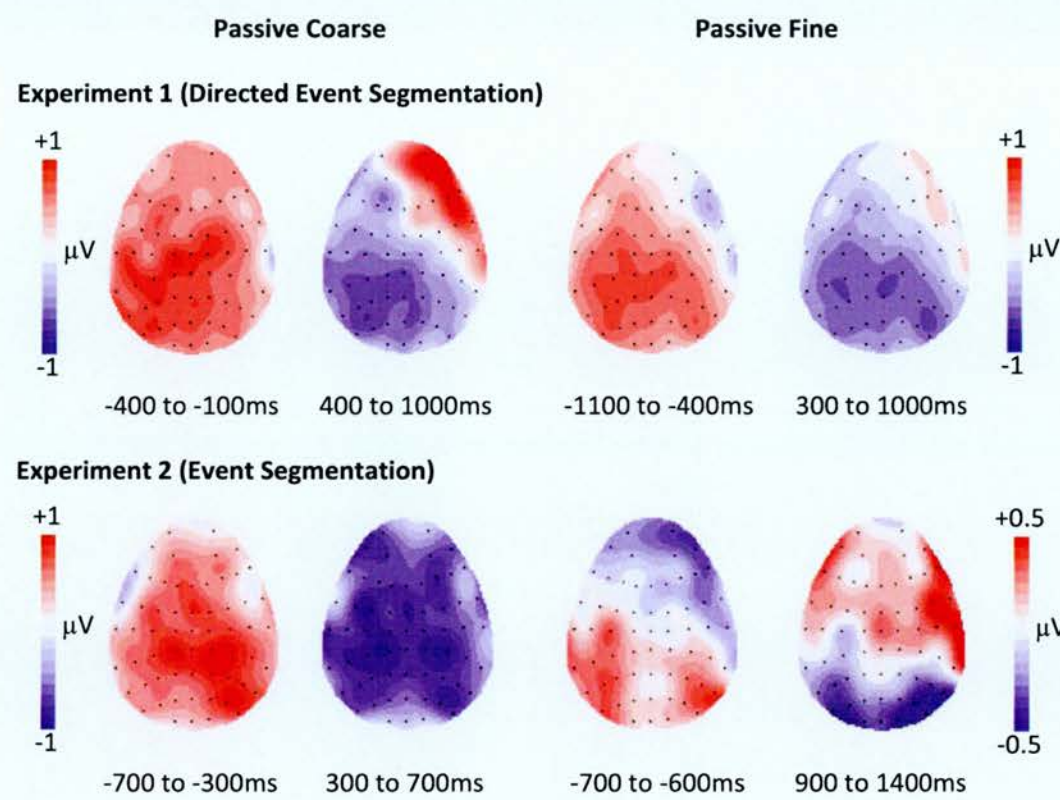 Passive Coarse Passive Fine
Experiment 1 (Directed Event Segmentation)
+1 +1
μV μV
-1 -1
-400 to -100ms 400 to 1000ms -1100 to -400ms 300 to 1000ms
Experiment 2 (Event Segmentation)
+1 +0.5
μV μV
-1 -0.5
-700 to -300ms 300 to 700ms -700 to -600ms 900 to 1400ms